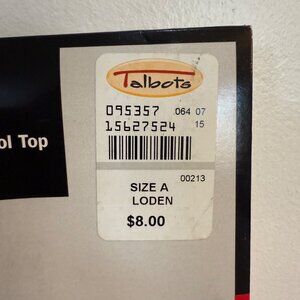 Talbots
095357 064 07
15627524 15
ol Top
00213
SIZE A
LODEN
$8.00